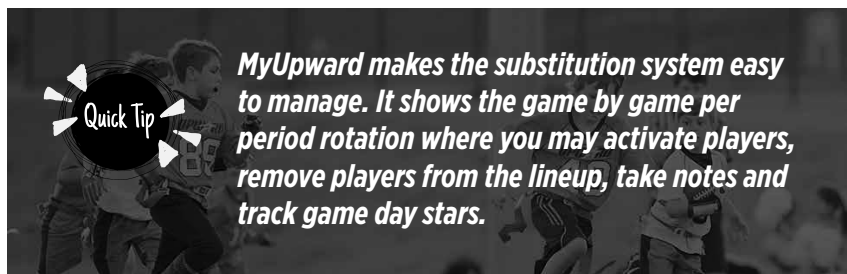 Quick Tip
MyUpward makes the substitution system easy
to manage. It shows the game by game per
period rotation where you may activate players,
remove players from the lineup, take notes and
track game day stars.
89